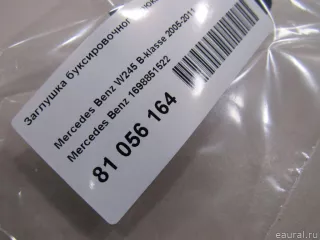 Заглушка буксировочного
Mercedes Benz W245 B-klasse 2005-2011
Mercedes Benz 1698851522
81 056 164
eaural.ru